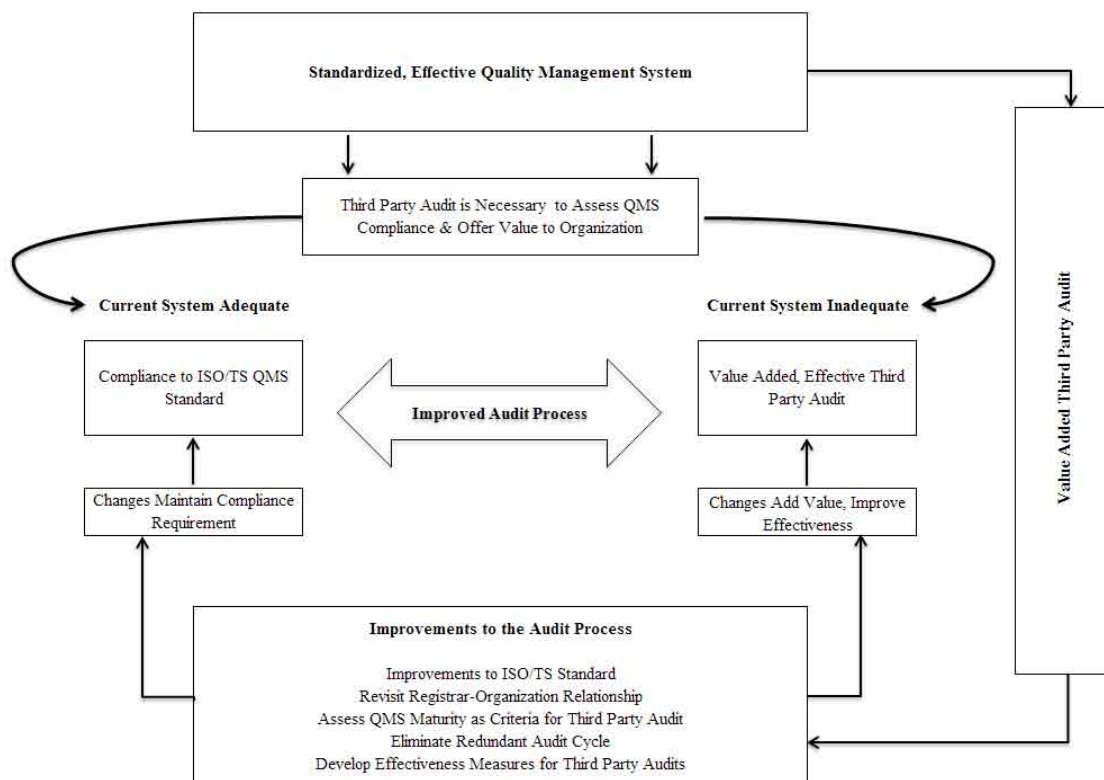 Standardized, Effective Quality Management System
Third Party Audit is Necessary to Assess QMS
Compliance & Offer Value to Organization
Current System Adequate
Current System Inadequate
Compliance to ISO/TS QMS
Standard
Improved Audit Process
Value Added, Effective Third
Party Audit
Changes Maintain Compliance
Requirement
Changes Add Value, Improve
Effectiveness
Value Added Third Party Audit
Improvements to the Audit Process
Improvements to ISO/TS Standard
Revisit Registrar-Organization Relationship
Assess QMS Maturity as Criteria for Third Party Audit
Eliminate Redundant Audit Cycle
Develop Effectiveness Measures for Third Party Audits